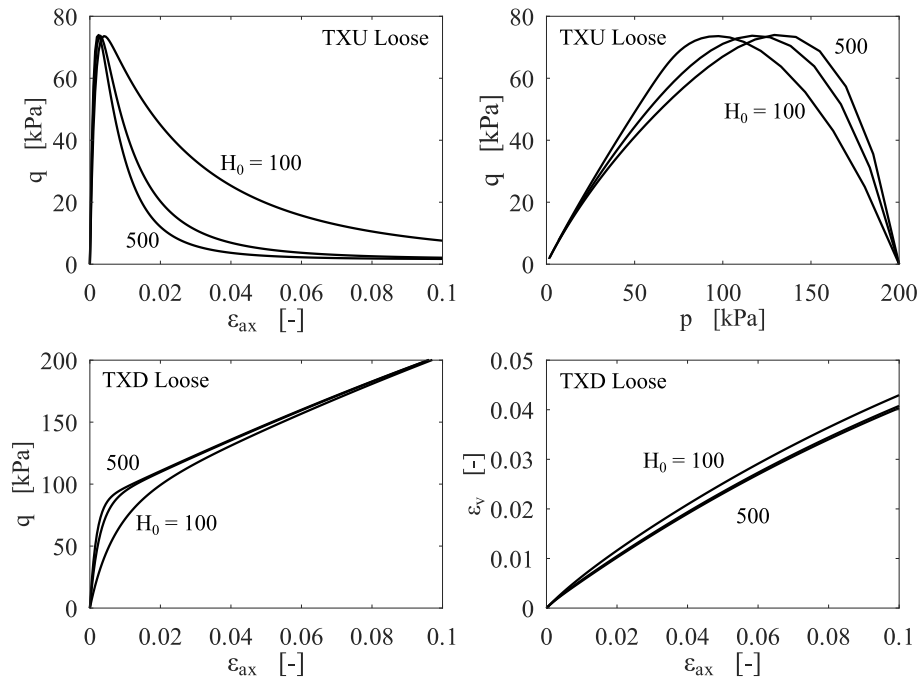 TXU Loose
80
60
40
20
0
q [kPa]
H₀ = 100
500
0 0.02 0.04 0.06 0.08 0.1
εax [-]
TXU Loose
80
60
40
20
0
q [kPa]
500
H₀ = 100
0 50 100 150 200
p [kPa]
TXD Loose
200
150
100
50
0
q [kPa]
500
H₀ = 100
0 0.02 0.04 0.06 0.08 0.1
εax [-]
TXD Loose
0.05
0.04
0.03
0.02
0.01
0
εv [-]
H₀ = 100
500
0 0.02 0.04 0.06 0.08 0.1
εax [-]